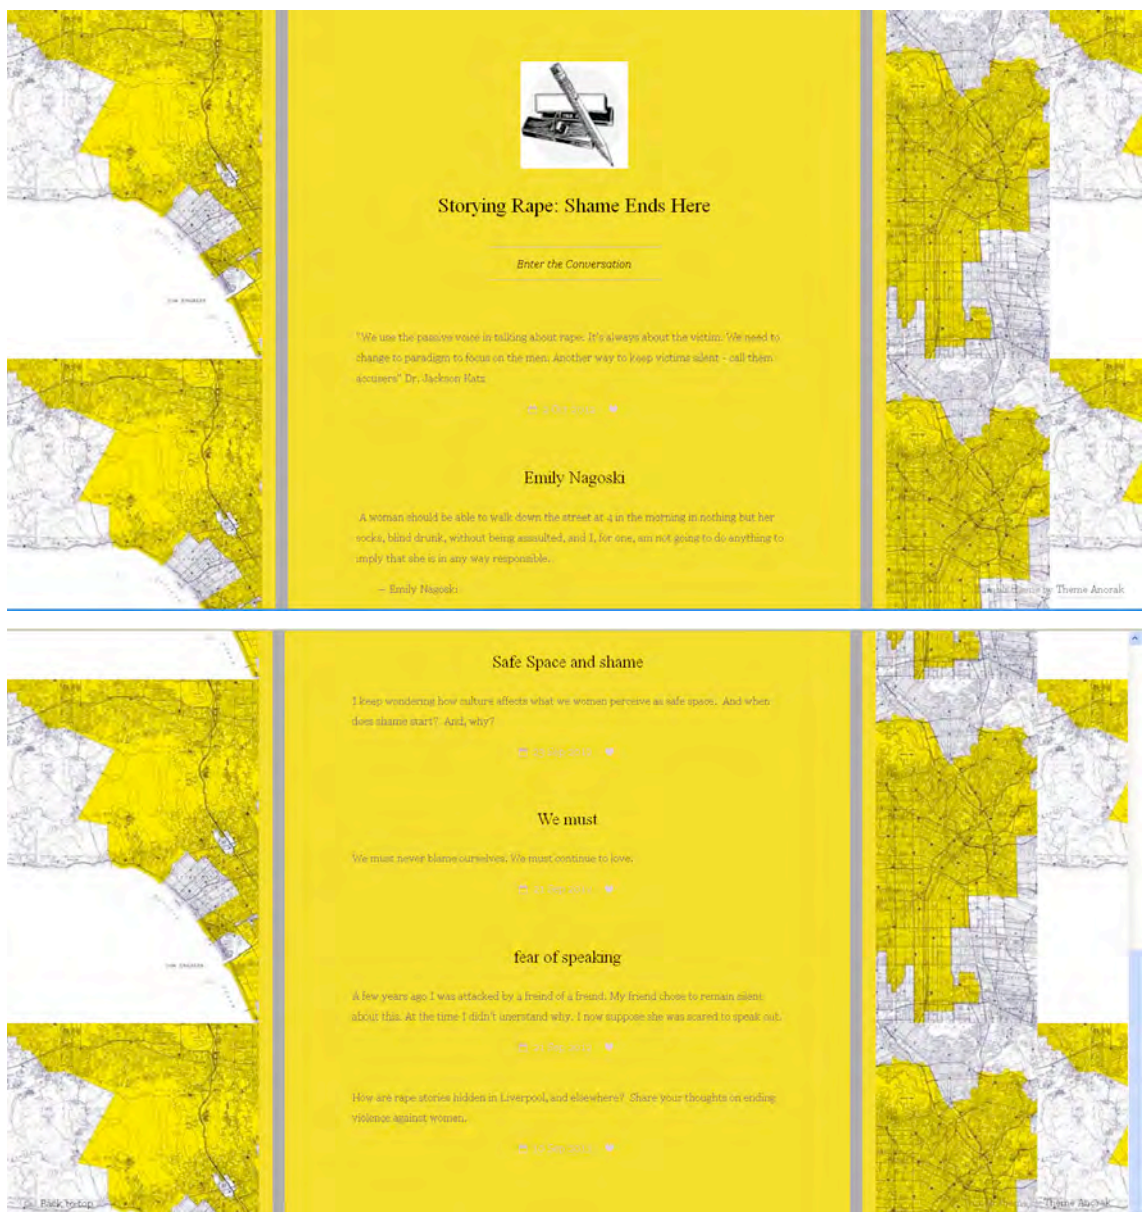 Storying Rape: Shame Ends Here
Enter the Conversation
"We use the passive voice in talking about rape. It's always about the victim. We need to
change to paradigm to focus on the men. Another way to keep victims silent - call them
accusers" Dr. Jackson Katz
Emily Nagoski
A woman should be able to walk down the street at 4 in the morning in nothing but her
socks, blind drunk, without being assaulted, and I, for one, am not going to do anything to
imply that she is in any way responsible.
— Emily Nagoski
theme by Theme Anorak
Safe Space and shame
I keep wondering how culture affects what we women perceive as safe space. And when
does shame start? And, why?
We must
We must never blame ourselves. We must continue to love.
fear of speaking
A few years ago I was attacked by a freind of a freind. My friend chose to remain silent
about this. At the time I didn't unerstand why. I now suppose she was scared to speak out.
How are rape stories hidden in Liverpool, and elsewhere? Share your thoughts on ending
violence against women.
Back to top
Theme Anorak